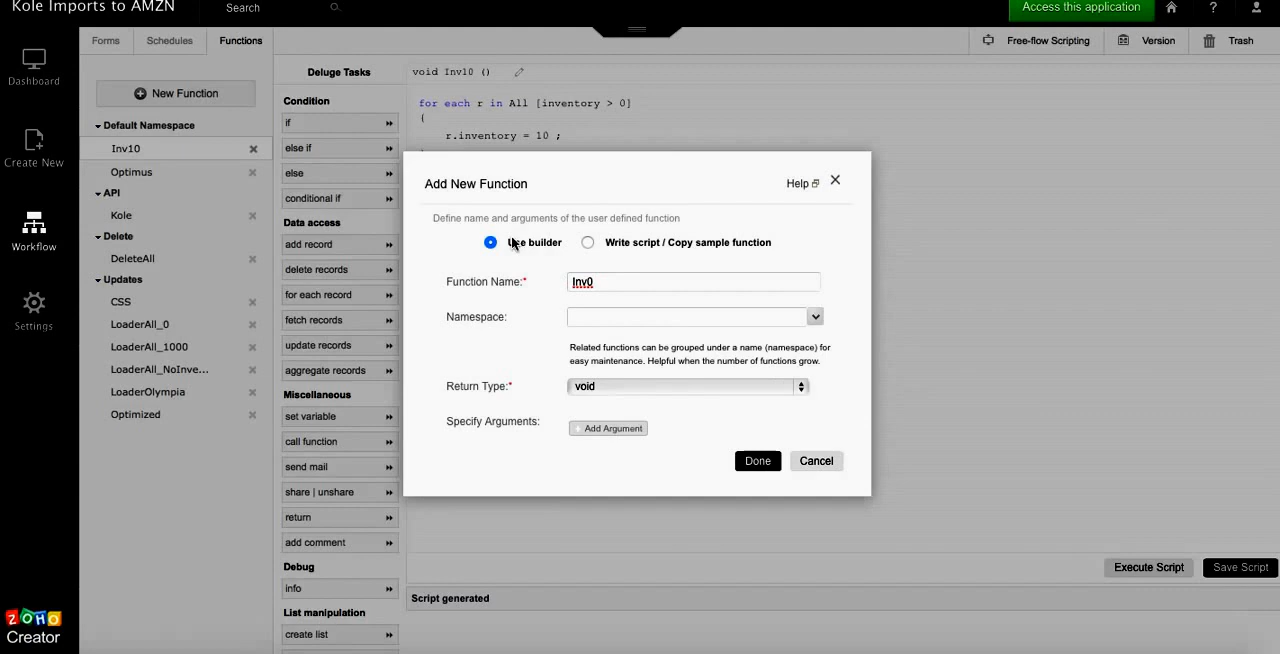 Kole Imports to AMZN
Search
Access this application
?
Forms
Schedules
Functions
Free-flow Scripting
Version
Trash
Dashboard
Create New
Workflow
Settings
ZOHO
Creator
New Function
Default Namespace
Inv10
Optimus
API
Kole
Delete
DeleteAll
Updates
CSS
LoaderAll_0
LoaderAll_1000
LoaderAll_NoInve...
LoaderOlympia
Optimized
Deluge Tasks
Condition
if
else if
else
conditional if
Data access
add record
delete records
for each record
fetch records
update records
aggregate records
Miscellaneous
set variable
call function
send mail
share | unshare
return
add comment
Debug
info
List manipulation
create list
void Inv10 ()
for each r in All [inventory > 0]
{
r.inventory = 10 ;
Add New Function
Help
Define name and arguments of the user defined function
Use builder
Write script / Copy sample function
Function Name:*
Inv0
Namespace:
Related functions can be grouped under a name (namespace) for
easy maintenance. Helpful when the number of functions grow.
Return Type:*
void
Specify Arguments:
+ Add Argument
Done
Cancel
Execute Script
Save Script
Script generated